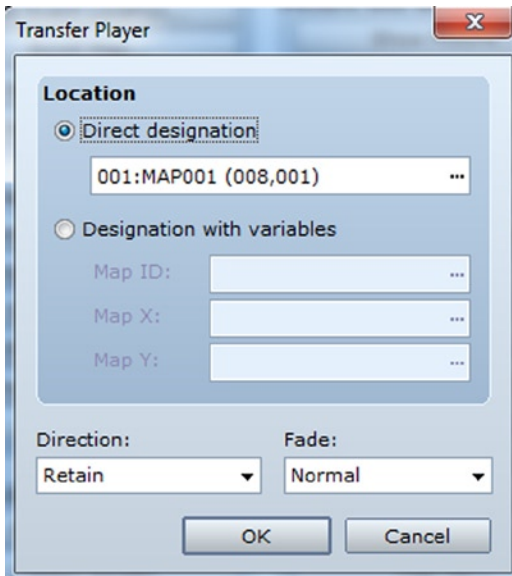 Transfer Player
Location
Direct designation
001:MAP001 (008,001) ...
Designation with variables
Map ID: ...
Map X: ...
Map Y: ...
Direction: Fade:
Retain Normal
OK Cancel